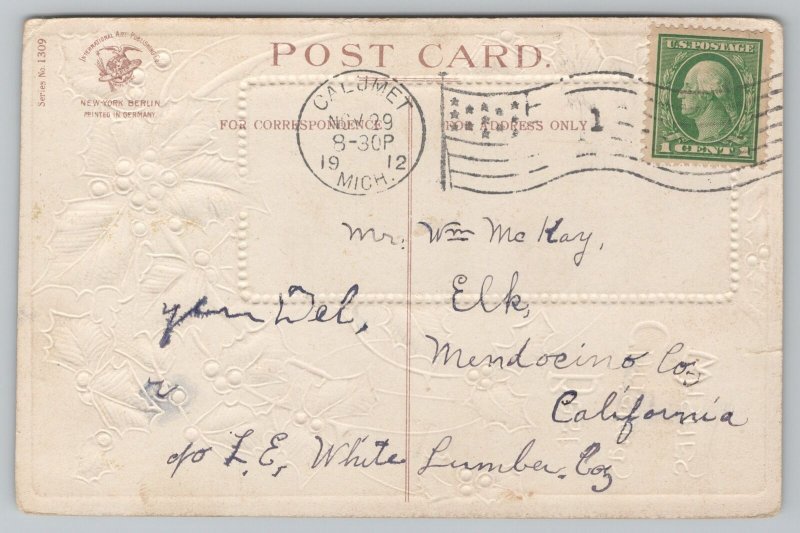 Series No. 1309
INTERNATIONAL ART PUBLISHING
NEW-YORK BERLIN
PRINTED IN GERMANY
POST CARD.
FOR CORRESPONDENCE
FOR ADDRESS ONLY
CALUMET
NOV 29
8-30P
19 12
MICH.
1
U.S. POSTAGE
1 CENT 1
Mr. Wm McKay,
Elk,
Mendocino Co,
California
c/o L. E. White Lumber. Co,
Del,